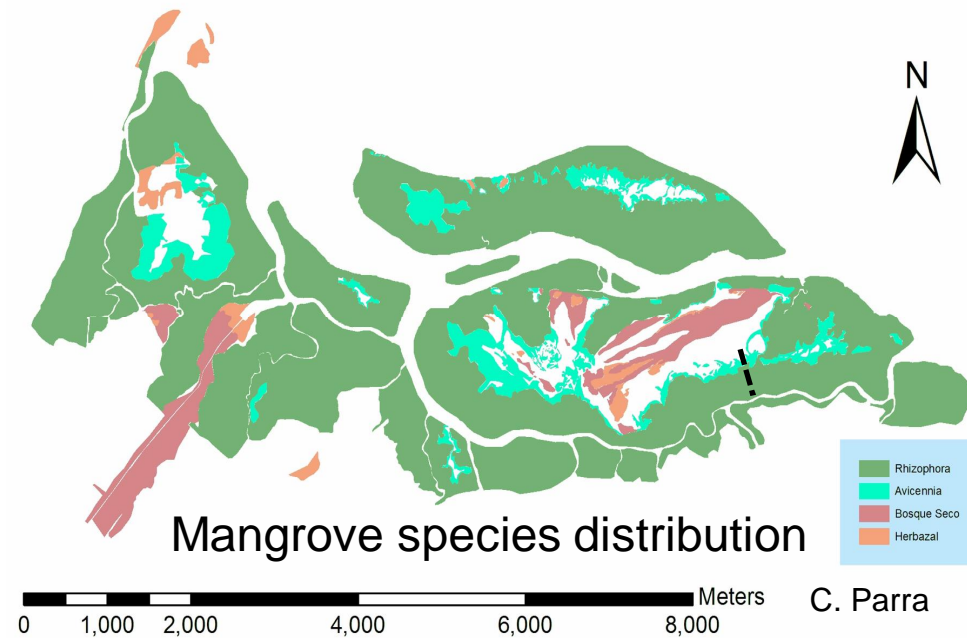 N
Rhizophora
Avicennia
Bosque Seco
Herbazal
Mangrove species distribution
Meters
C. Parra
0 1,000 2,000 4,000 6,000 8,000